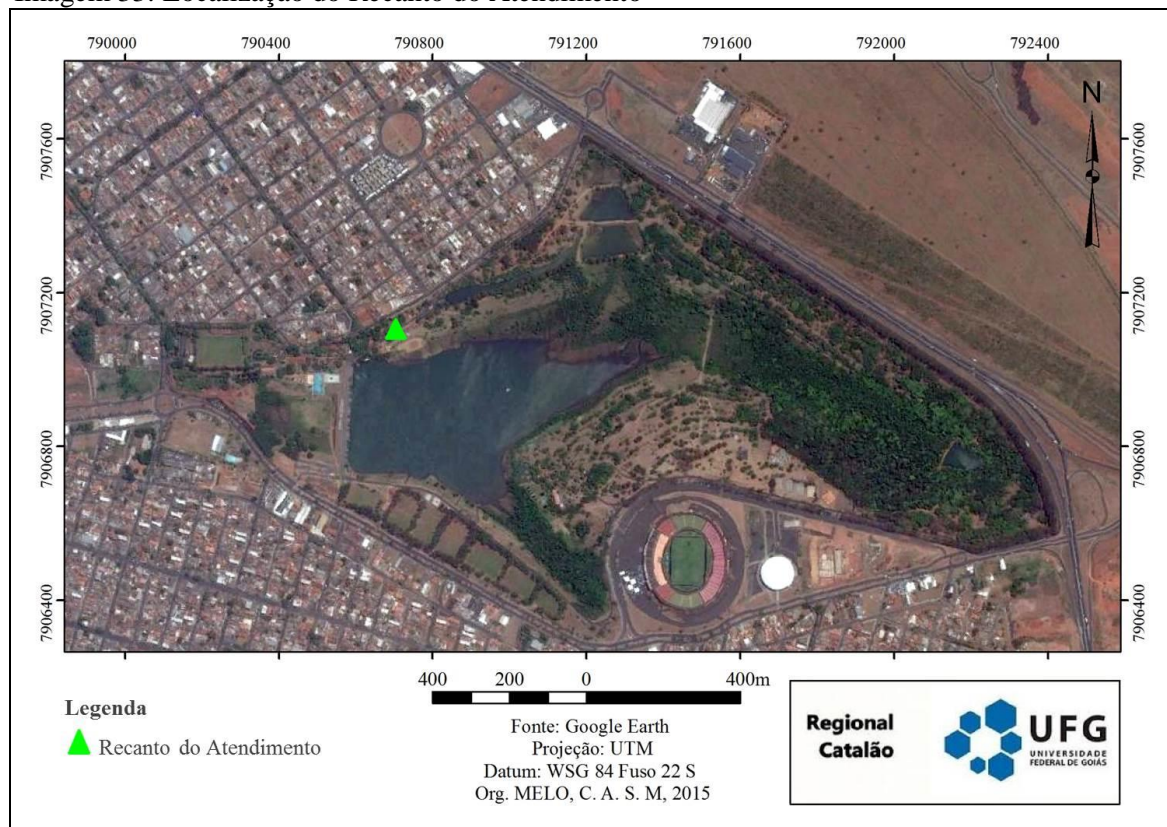 Imagem 33: Localização do Recanto do Atendimento
790000 790400 790800 791200 791600 792000 792400
N
7907600 7907600
7907200 7907200
7906800 7906800
7906400 7906400
400 200 0 400m
Legenda
Recanto do Atendimento
Fonte: Google Earth
Projeção: UTM
Datum: WSG 84 Fuso 22 S
Org. MELO, C. A. S. M, 2015
Regional
Catalão
UFG
UNIVERSIDADE
FEDERAL DE GOIÁS